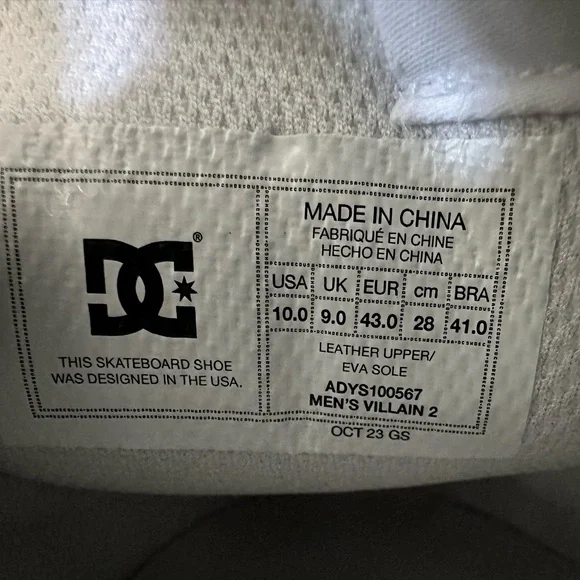 DC ®
THIS SKATEBOARD SHOE
WAS DESIGNED IN THE USA.
MADE IN CHINA
FABRIQUÉ EN CHINE
HECHO EN CHINA
USA UK EUR cm BRA
10.0 9.0 43.0 28 41.0
LEATHER UPPER/
EVA SOLE
ADYS100567
MEN'S VILLAIN 2
OCT 23 GS